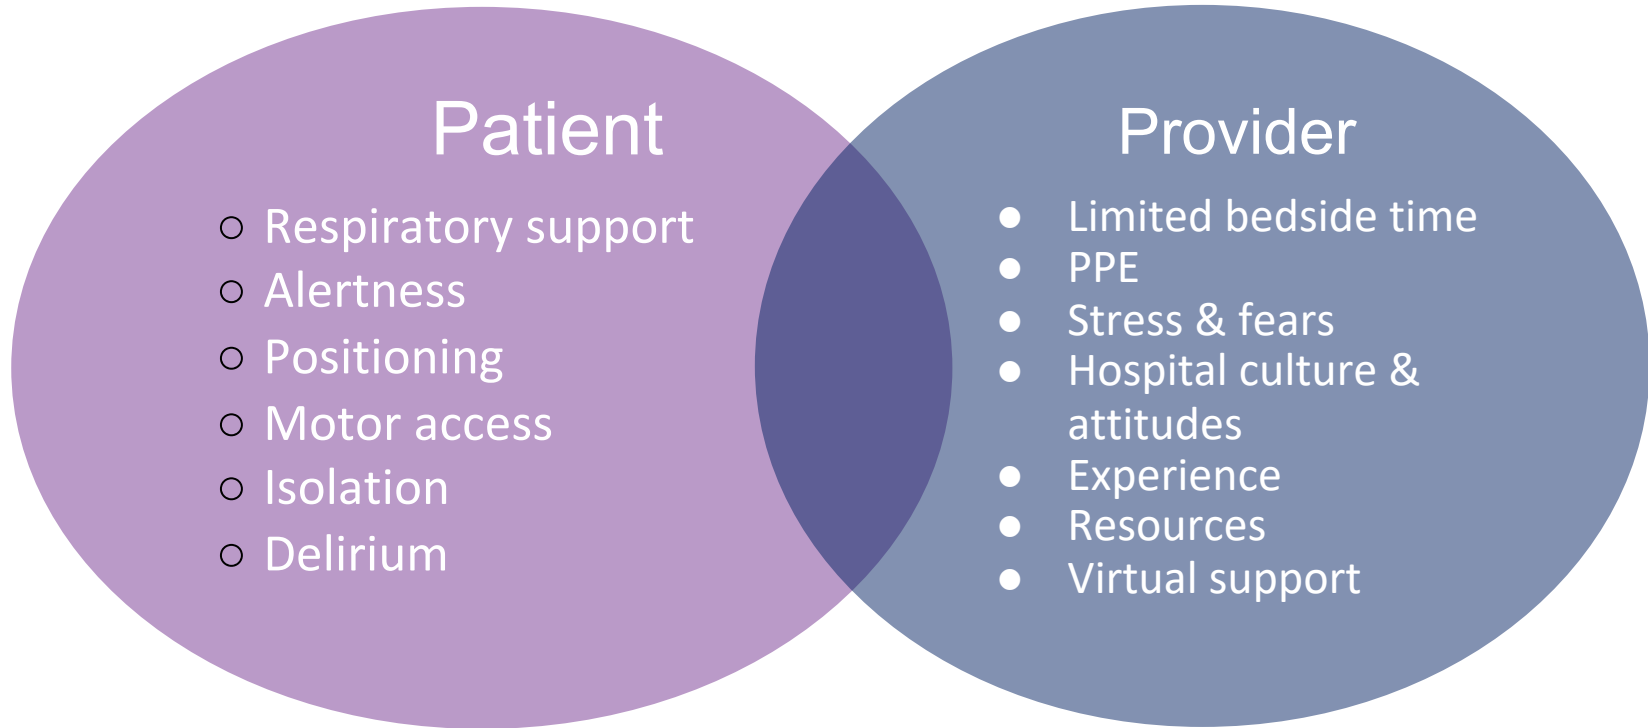 Patient
○ Respiratory support
○ Alertness
○ Positioning
○ Motor access
○ Isolation
○ Delirium
Provider
● Limited bedside time
● PPE
● Stress & fears
● Hospital culture &
attitudes
● Experience
● Resources
● Virtual support